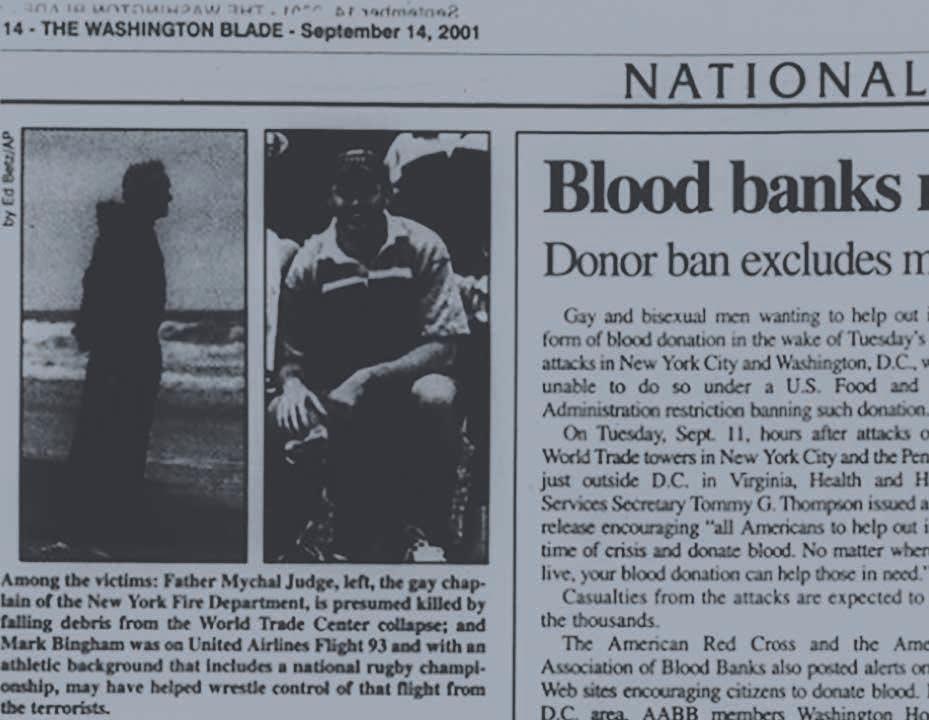 14 - THE WASHINGTON BLADE - September 14, 2001
NATIONAL
by Ed Betz/AP
Among the victims: Father Mychal Judge, left, the gay chap-
lain of the New York Fire Department, is presumed killed by
falling debris from the World Trade Center collapse; and
Mark Bingham was on United Airlines Flight 93 and with an
athletic background that includes a national rugby champi-
onship, may have helped wrestle control of that flight from
the terrorists.
Blood banks
Donor ban excludes
Gay and bisexual men wanting to help out
form of blood donation in the wake of Tuesday's
attacks in New York City and Washington, D.C.,
unable to do so under a U.S. Food and
Administration restriction banning such donation.
On Tuesday, Sept. 11, hours after attacks
World Trade towers in New York City and the
just outside D.C. in Virginia, Health and
Services Secretary Tommy G. Thompson issued a
release encouraging "all Americans to help out
time of crisis and donate blood. No matter
live, your blood donation can help those in need."
Casualties from the attacks are expected to
the thousands.
The American Red Cross and the
Association of Blood Banks also posted alerts
Web sites encouraging citizens to donate blood.
D.C. area, AABB members Washington